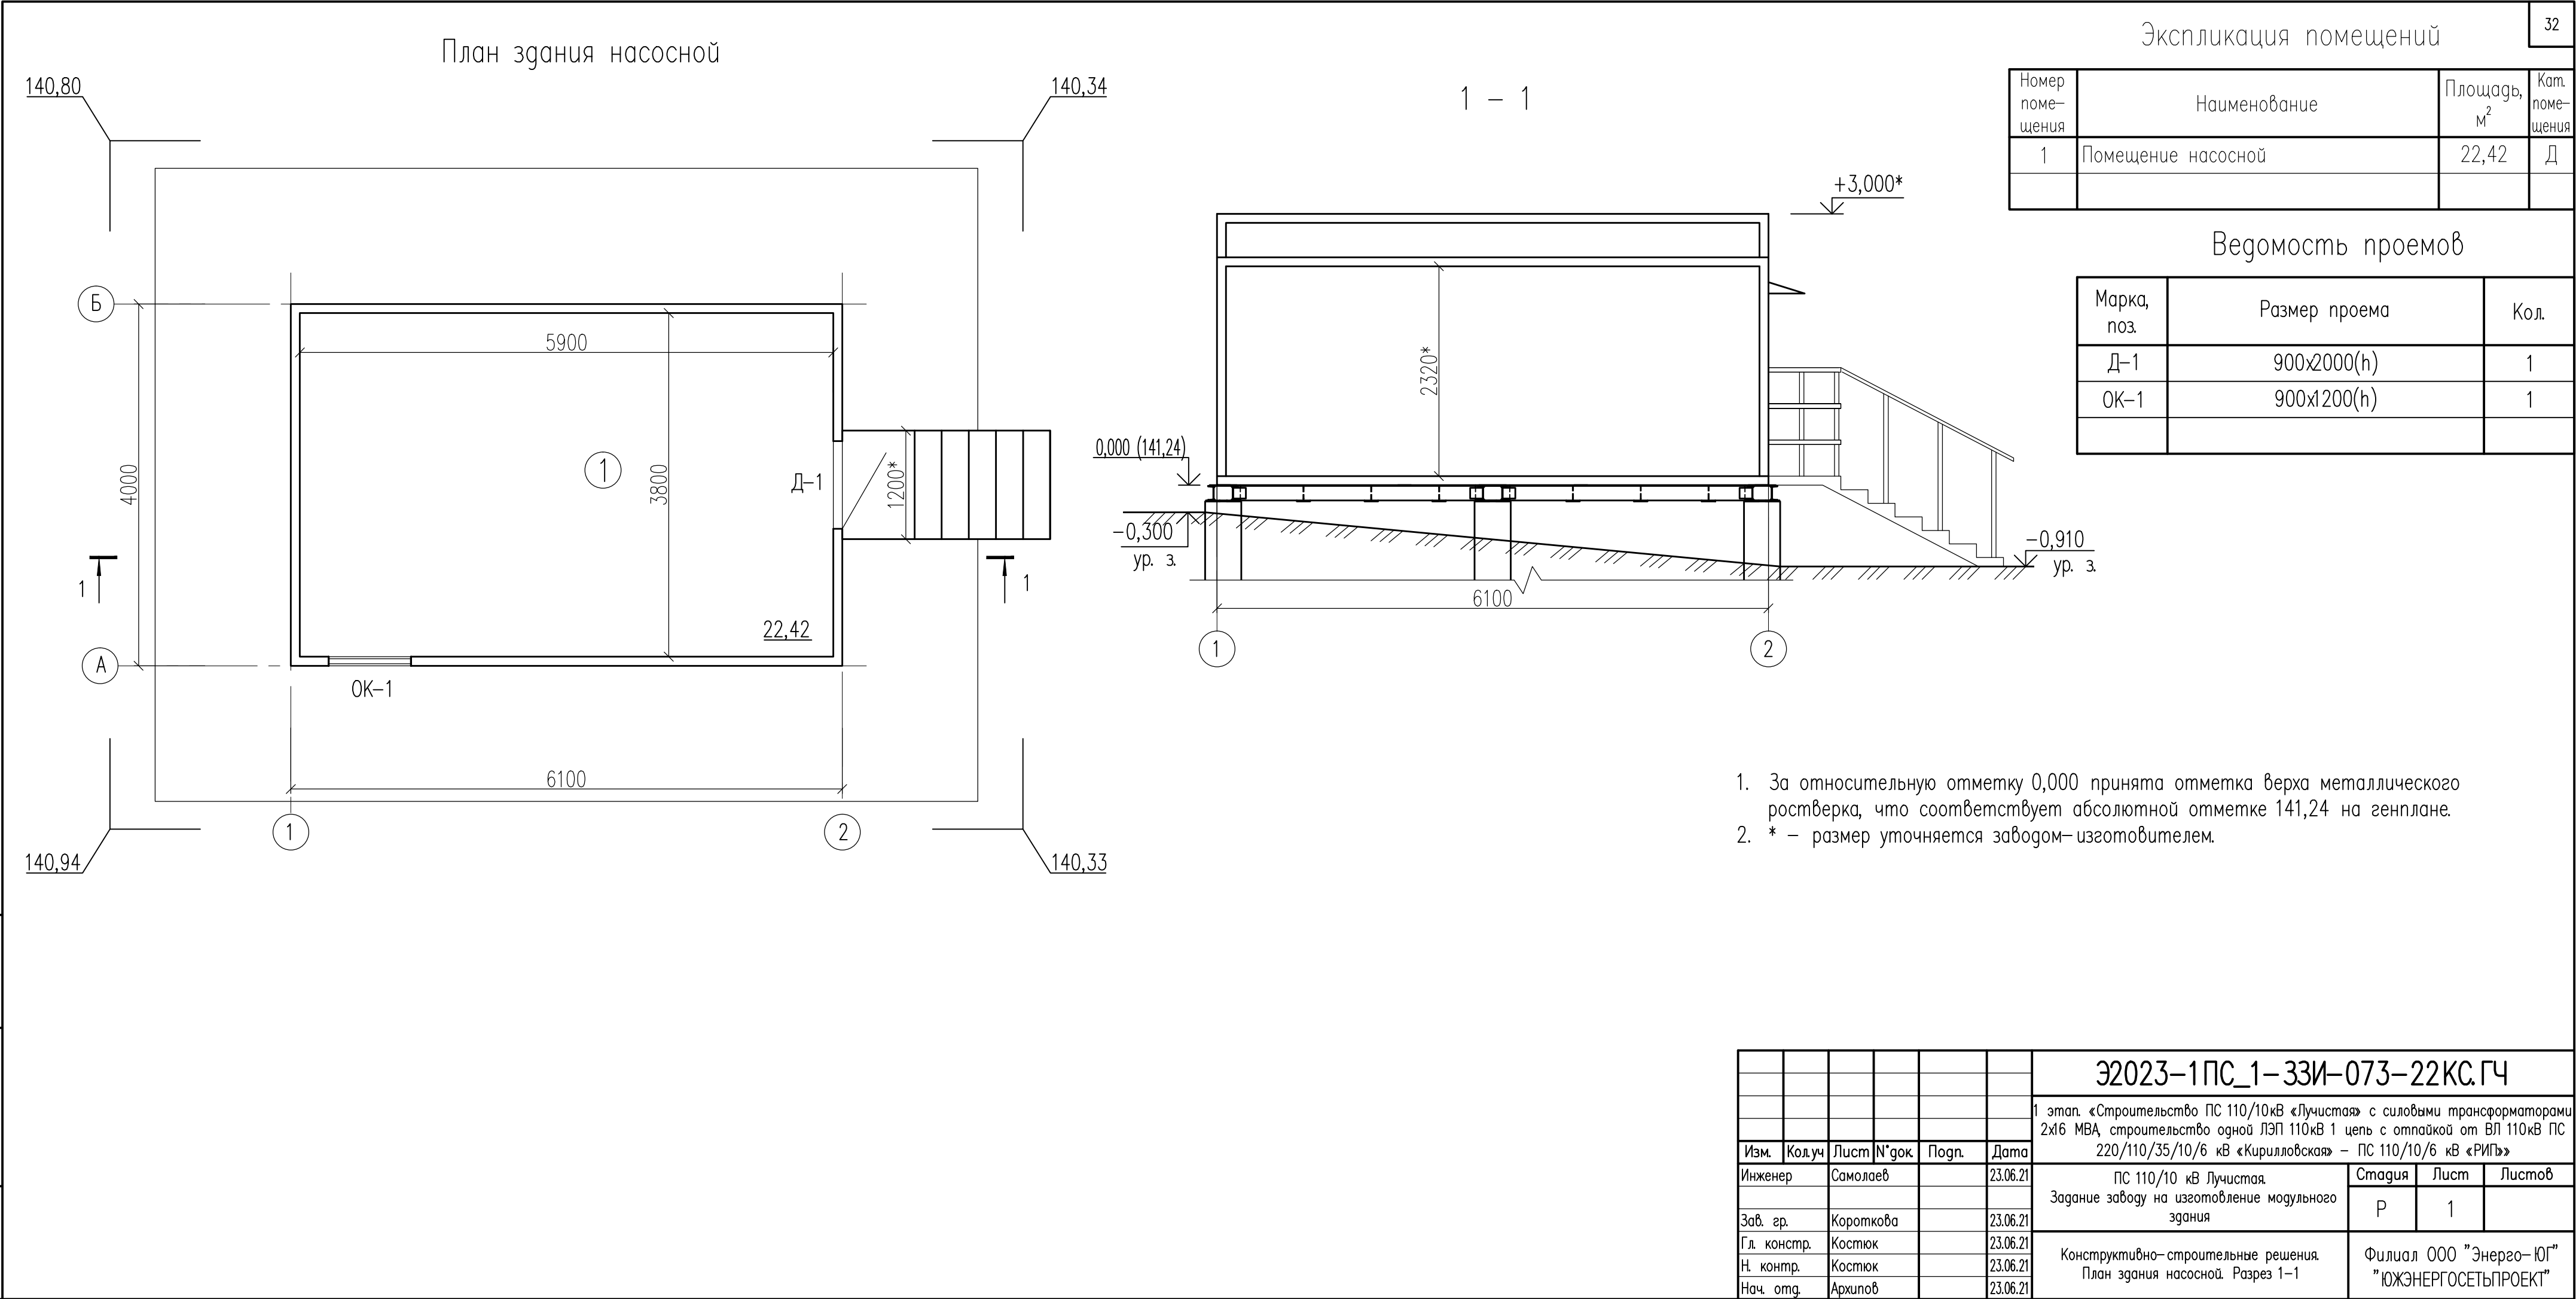 32
План здания насосной
140,80
140,34
Б
5900
4000
3800
1
Д-1
1200*
1
1
22,42
А
ОК-1
6100
1
2
140,94
140,33
1 - 1
+3,000*
2320*
0,000 (141,24)
-0,300
ур. з.
-0,910
ур. з.
6100
1
2
Экспликация помещений
Номер поме- щения
Наименование
Площадь, м²
Кат. поме- щения
1 Помещение насосной 22,42 Д
Ведомость проемов
Марка, поз.
Размер проема
Кол.
Д-1 900х2000(h) 1
ОК-1 900х1200(h) 1
1. За относительную отметку 0,000 принята отметка верха металлического
ростверка, что соответствует абсолютной отметке 141,24 на генплане.
2. * - размер уточняется заводом-изготовителем.
Э2023-1ПС_1-ЗЗИ-073-22КС.ГЧ
1 этап. «Строительство ПС 110/10кВ «Лучистая» с силовыми трансформаторами
2х16 МВА, строительство одной ЛЭП 110кВ 1 цепь с отпайкой от ВЛ 110кВ ПС
220/110/35/10/6 кВ «Кирилловская» - ПС 110/10/6 кВ «РИП»»
Изм. Кол.уч Лист N°док. Подп. Дата
Инженер Самолаев 23.06.21
Зав. гр. Короткова 23.06.21
Гл. констр. Костюк 23.06.21
Н. контр. Костюк 23.06.21
Нач. отд. Архипов 23.06.21
ПС 110/10 кВ Лучистая.
Задание заводу на изготовление модульного
здания
Стадия Лист Листов
Р 1
Конструктивно-строительные решения.
План здания насосной. Разрез 1-1
Филиал ООО "Энерго-ЮГ"
"ЮЖЭНЕРГОСЕТЬПРОЕКТ"